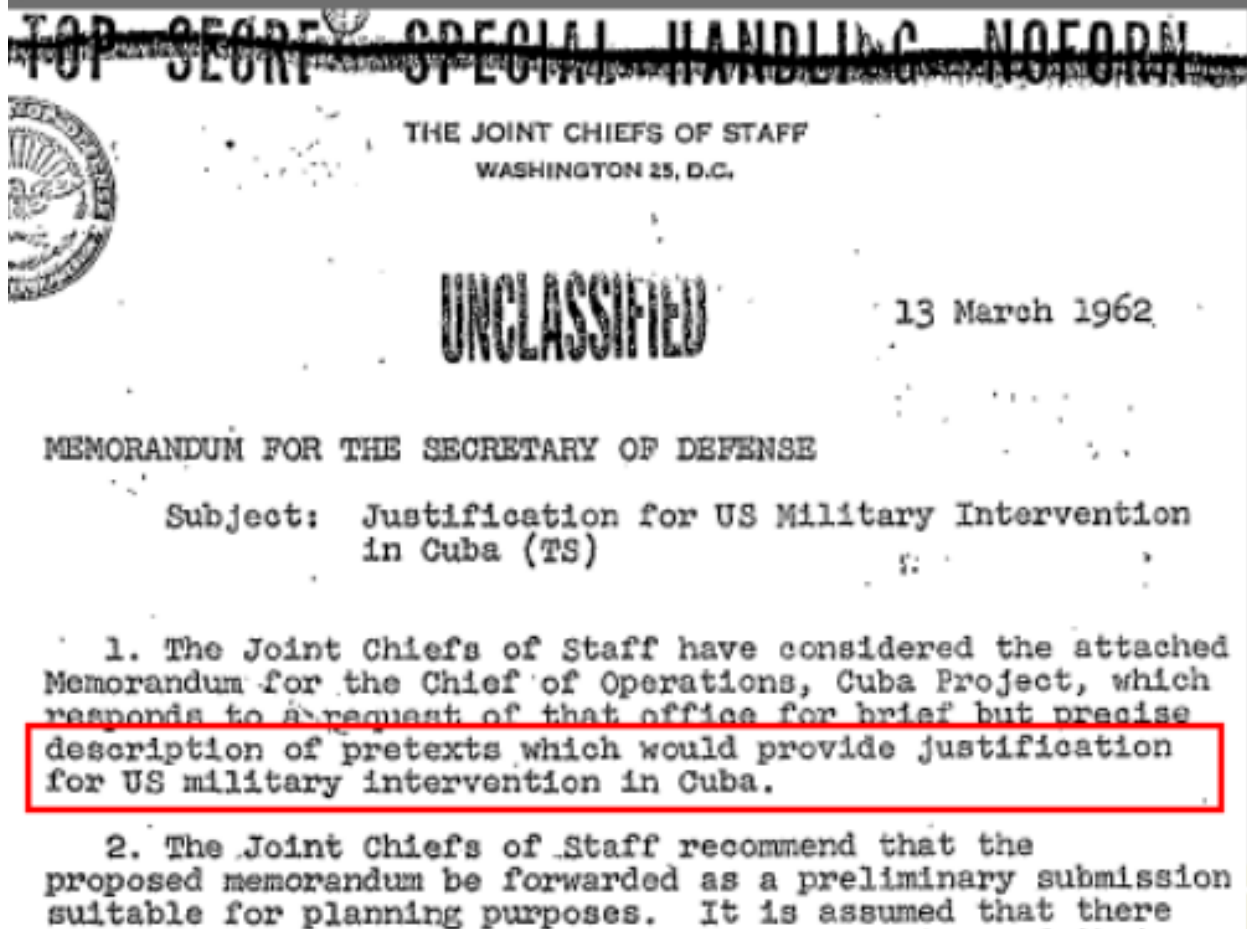 TOP SECRET SPECIAL HANDLING NOFORN
THE JOINT CHIEFS OF STAFF
WASHINGTON 25, D.C.
UNCLASSIFIED
13 March 1962
MEMORANDUM FOR THE SECRETARY OF DEFENSE
Subject: Justification for US Military Intervention
in Cuba (TS)
1. The Joint Chiefs of Staff have considered the attached
Memorandum for the Chief of Operations, Cuba Project, which
responds to a request of that office for brief but precise
description of pretexts which would provide justification
for US military intervention in Cuba.
2. The Joint Chiefs of Staff recommend that the
proposed memorandum be forwarded as a preliminary submission
suitable for planning purposes. It is assumed that there